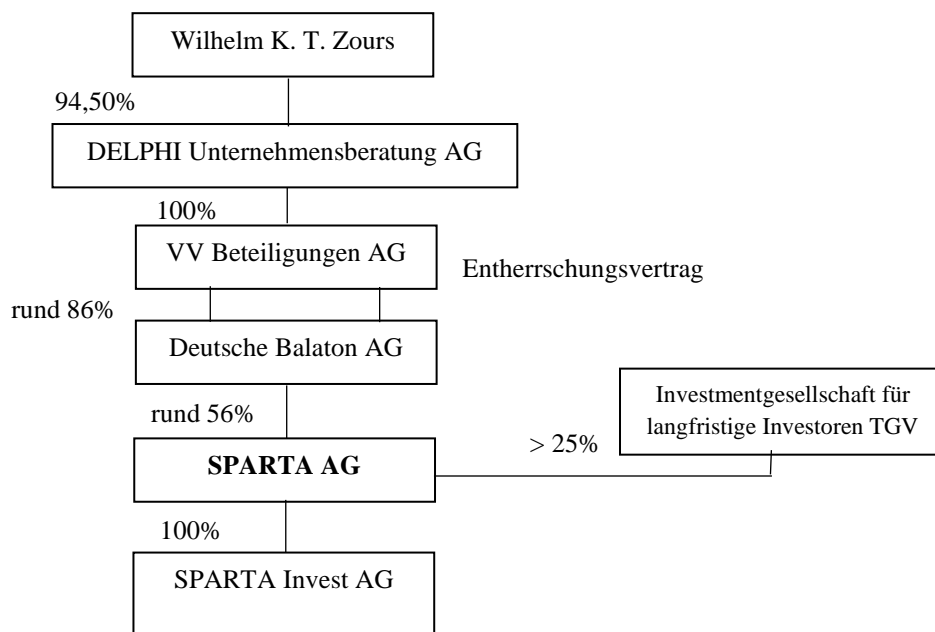 Wilhelm K. T. Zours
94,50%
DELPHI Unternehmensberatung AG
100%
VV Beteiligungen AG
Entherrschungsvertrag
rund 86%
Deutsche Balaton AG
rund 56%
Investmentgesellschaft für
langfristige Investoren TGV
> 25%
SPARTA AG
100%
SPARTA Invest AG